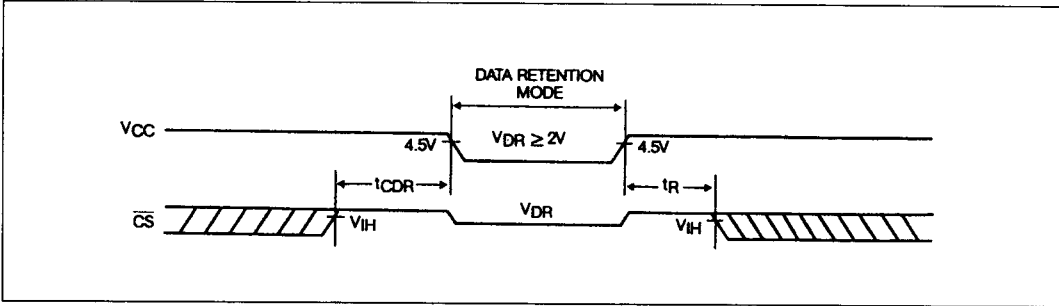 DATA RETENTION
MODE
VCC
4.5V
VDR ≥ 2V
4.5V
tCDR
tR
CS
VIH
VDR
VIH